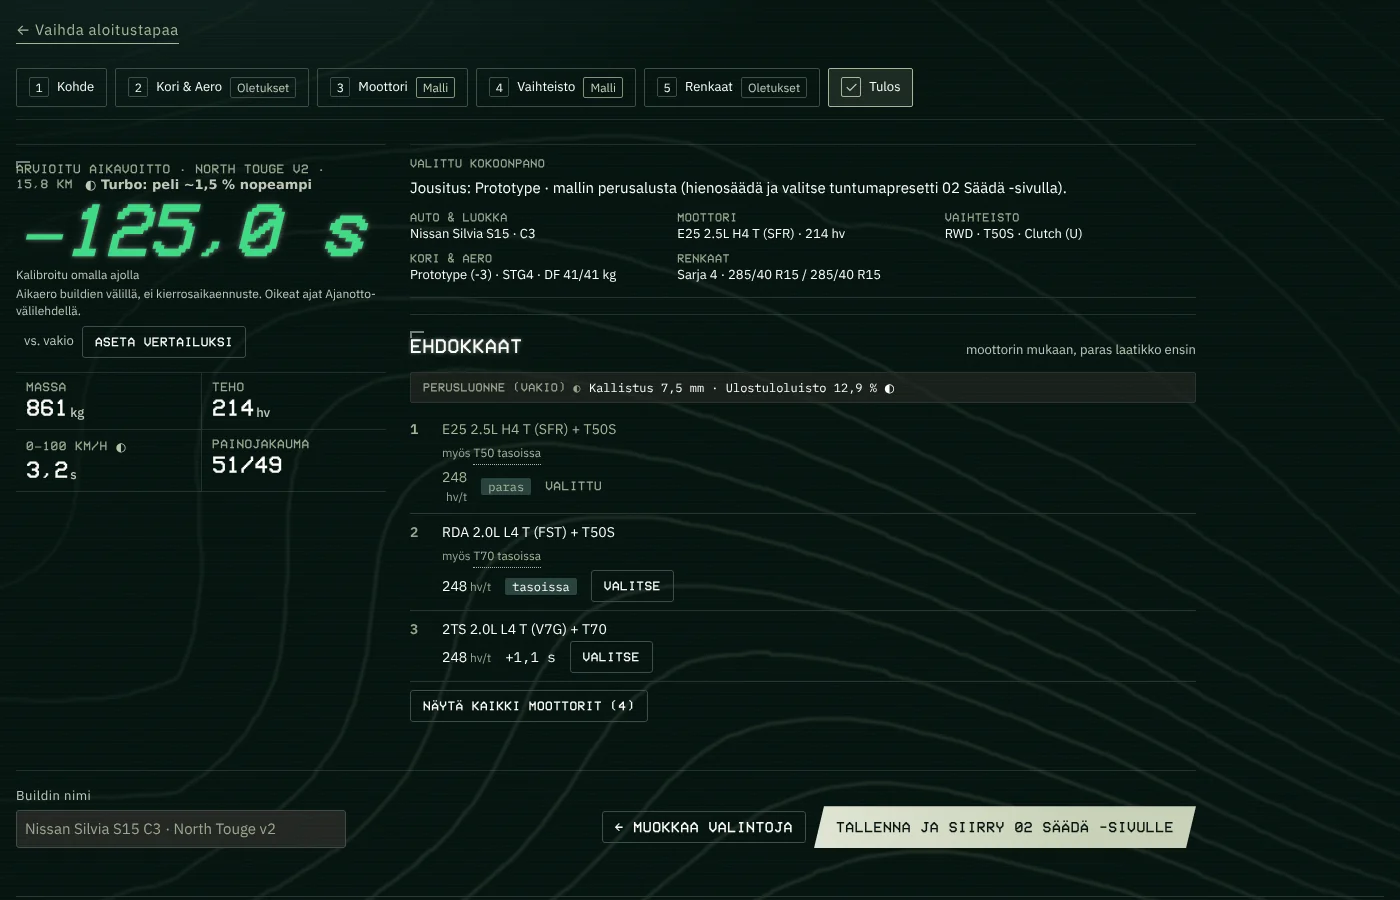 ← Vaihda aloitustapaa
1 Kohde
2 Kori & Aero Oletukset
3 Moottori Malli
4 Vaihteisto Malli
5 Renkaat Oletukset
✓ Tulos
ARVIOITU AIKAVOITTO · NORTH TOUGE V2 ·
15,8 KM ◐ Turbo: peli ~1,5 % nopeampi
−125,0 s
Kalibroitu omalla ajolla
Aikaero buildien välillä, ei kierrosaikaennuste. Oikeat ajat Ajanotto-
välilehdellä.
vs. vakio ASETA VERTAILUKSI
MASSA
861 kg
TEHO
214 hv
0–100 KM/H ◐
3,2 s
PAINOJAKAUMA
51/49
VALITTU KOKOONPANO
Jousitus: Prototype · mallin perusalusta (hienosäädä ja valitse tuntumapresetti 02 Säädä -sivulla).
AUTO & LUOKKA
Nissan Silvia S15 · C3
MOOTTORI
E25 2.5L H4 T (SFR) · 214 hv
VAIHTEISTO
RWD · T50S · Clutch (U)
KORI & AERO
Prototype (-3) · STG4 · DF 41/41 kg
RENKAAT
Sarja 4 · 285/40 R15 / 285/40 R15
EHDOKKAAT
moottorin mukaan, paras laatikko ensin
PERUSLUONNE (VAKIO) ◐ Kallistus 7,5 mm · Ulostuloluisto 12,9 % ◐
1 E25 2.5L H4 T (SFR) + T50S
myös T50 tasoissa
248
hv/t
paras VALITTU
2 RDA 2.0L L4 T (FST) + T50S
myös T70 tasoissa
248 hv/t tasoissa VALITSE
3 2TS 2.0L L4 T (V7G) + T70
248 hv/t +1,1 s VALITSE
NÄYTÄ KAIKKI MOOTTORIT (4)
Buildin nimi
Nissan Silvia S15 C3 · North Touge v2
← MUOKKAA VALINTOJA
TALLENNA JA SIIRRY 02 SÄÄDÄ -SIVULLE